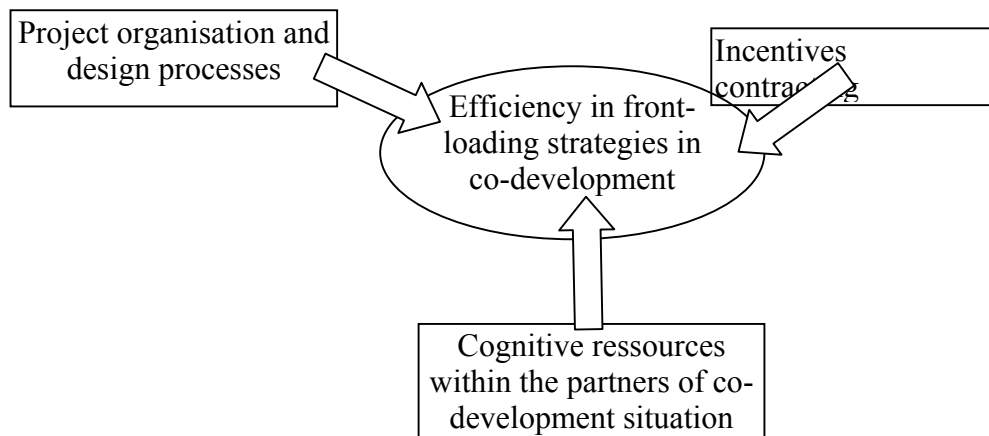 Project organisation and
design processes
Incentives
contracting
Efficiency in front-
loading strategies in
co-development
Cognitive ressources
within the partners of co-
development situation